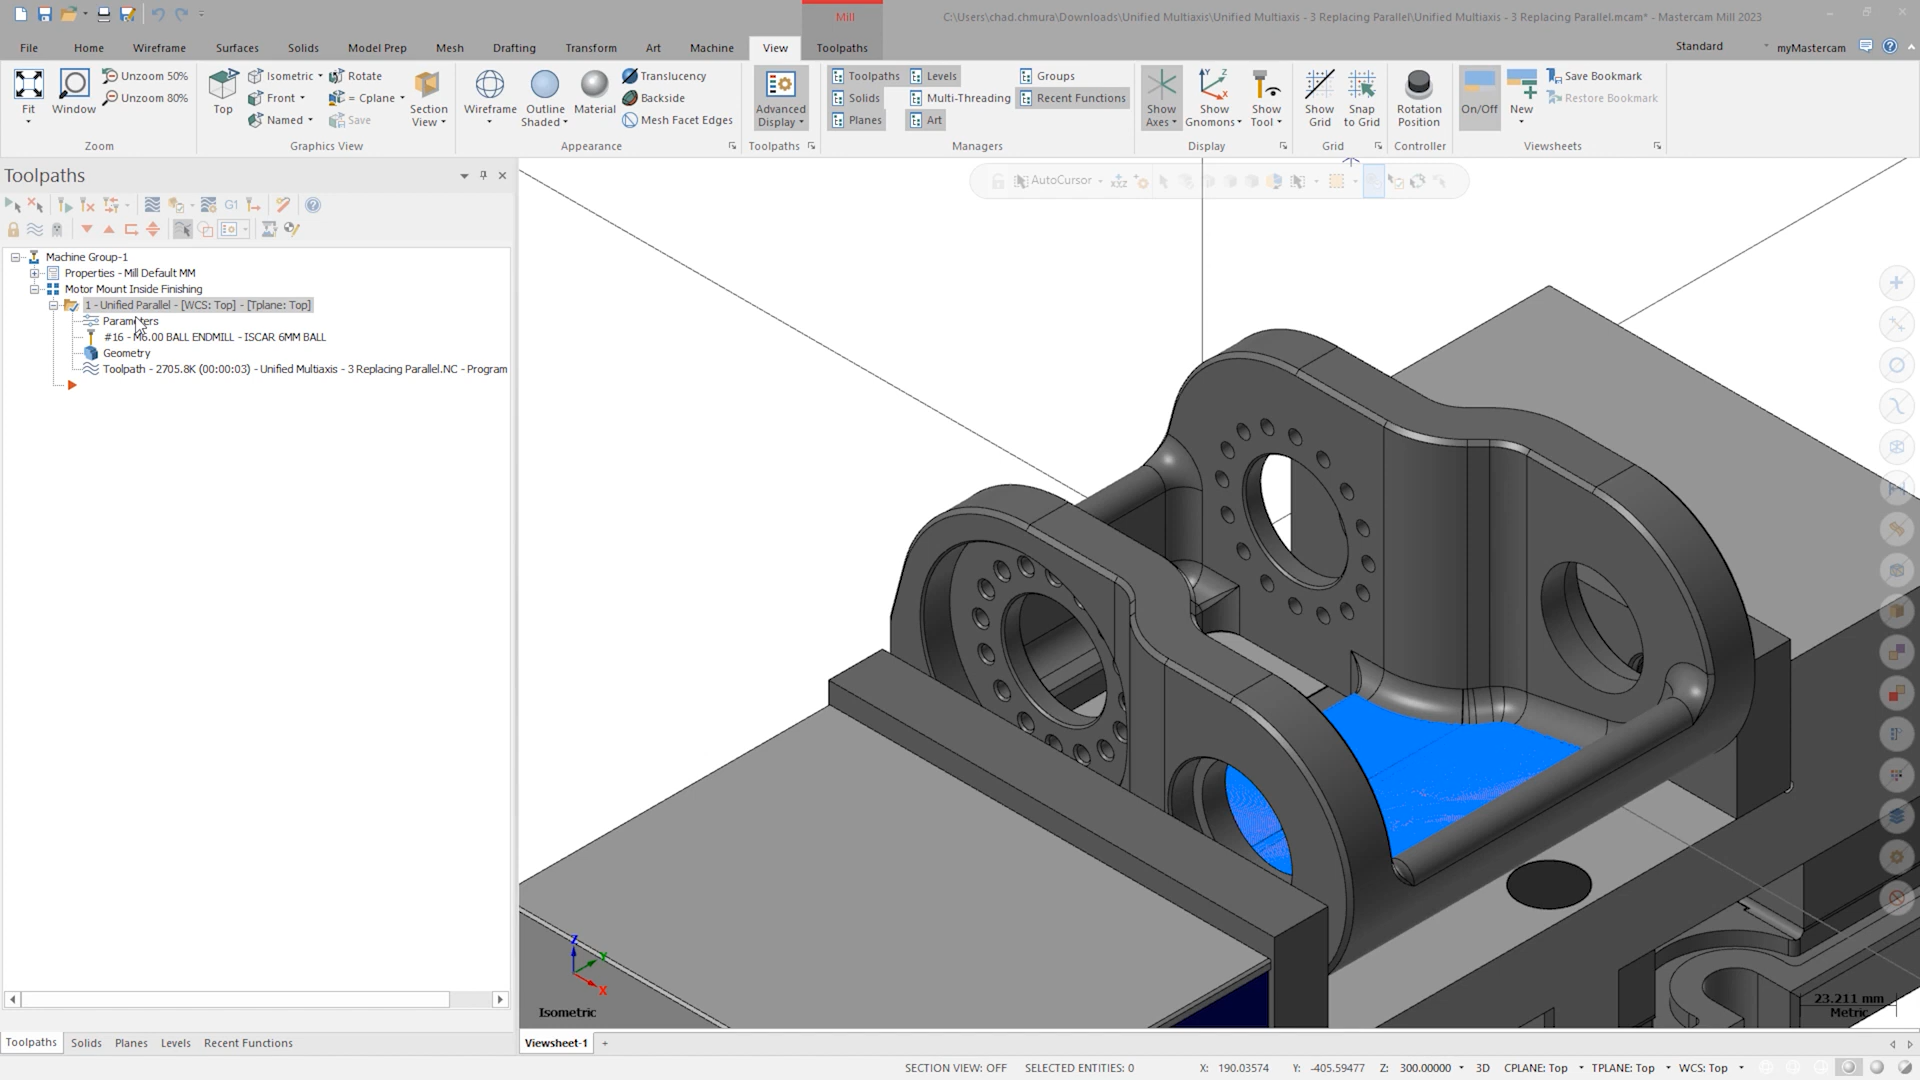 Mill
C:\Users\chad.chmura\Downloads\Unified Multiaxis\Unified Multiaxis - 3 Replacing Parallel\Unified Multiaxis - 3 Replacing Parallel.mcam* - Mastercam Mill 2023
File Home Wireframe Surfaces Solids Model Prep Mesh Drafting Transform Art Machine View Toolpaths Standard myMastercam
Fit
Window
Unzoom 50%
Unzoom 80%
Zoom
Top
Isometric
Front
Named
Rotate
= Cplane
Save
Section View
Graphics View
Wireframe
Outline Shaded
Material
Translucency
Backside
Mesh Facet Edges
Appearance
Advanced Display
Toolpaths
Toolpaths
Solids
Planes
Levels
Multi-Threading
Art
Groups
Recent Functions
Managers
Show Axes
Show Gnomons
Show Tool
Display
Show Grid
Snap to Grid
Grid
Rotation Position
Controller
On/Off
New
Save Bookmark
Restore Bookmark
Viewsheets
Toolpaths
G1
AutoCursor
Machine Group-1
Properties - Mill Default MM
Motor Mount Inside Finishing
1 - Unified Parallel - [WCS: Top] - [Tplane: Top]
Parameters
#16 - M6.00 BALL ENDMILL - ISCAR 6MM BALL
Geometry
Toolpath - 2705.8K (00:00:03) - Unified Multiaxis - 3 Replacing Parallel.NC - Program
Z
Y
X
Isometric
23.211 mm
Metric
Toolpaths Solids Planes Levels Recent Functions
Viewsheet-1 +
SECTION VIEW: OFF SELECTED ENTITIES: 0 X: 190.03574 Y: -405.59477 Z: 300.00000 3D CPLANE: Top TPLANE: Top WCS: Top